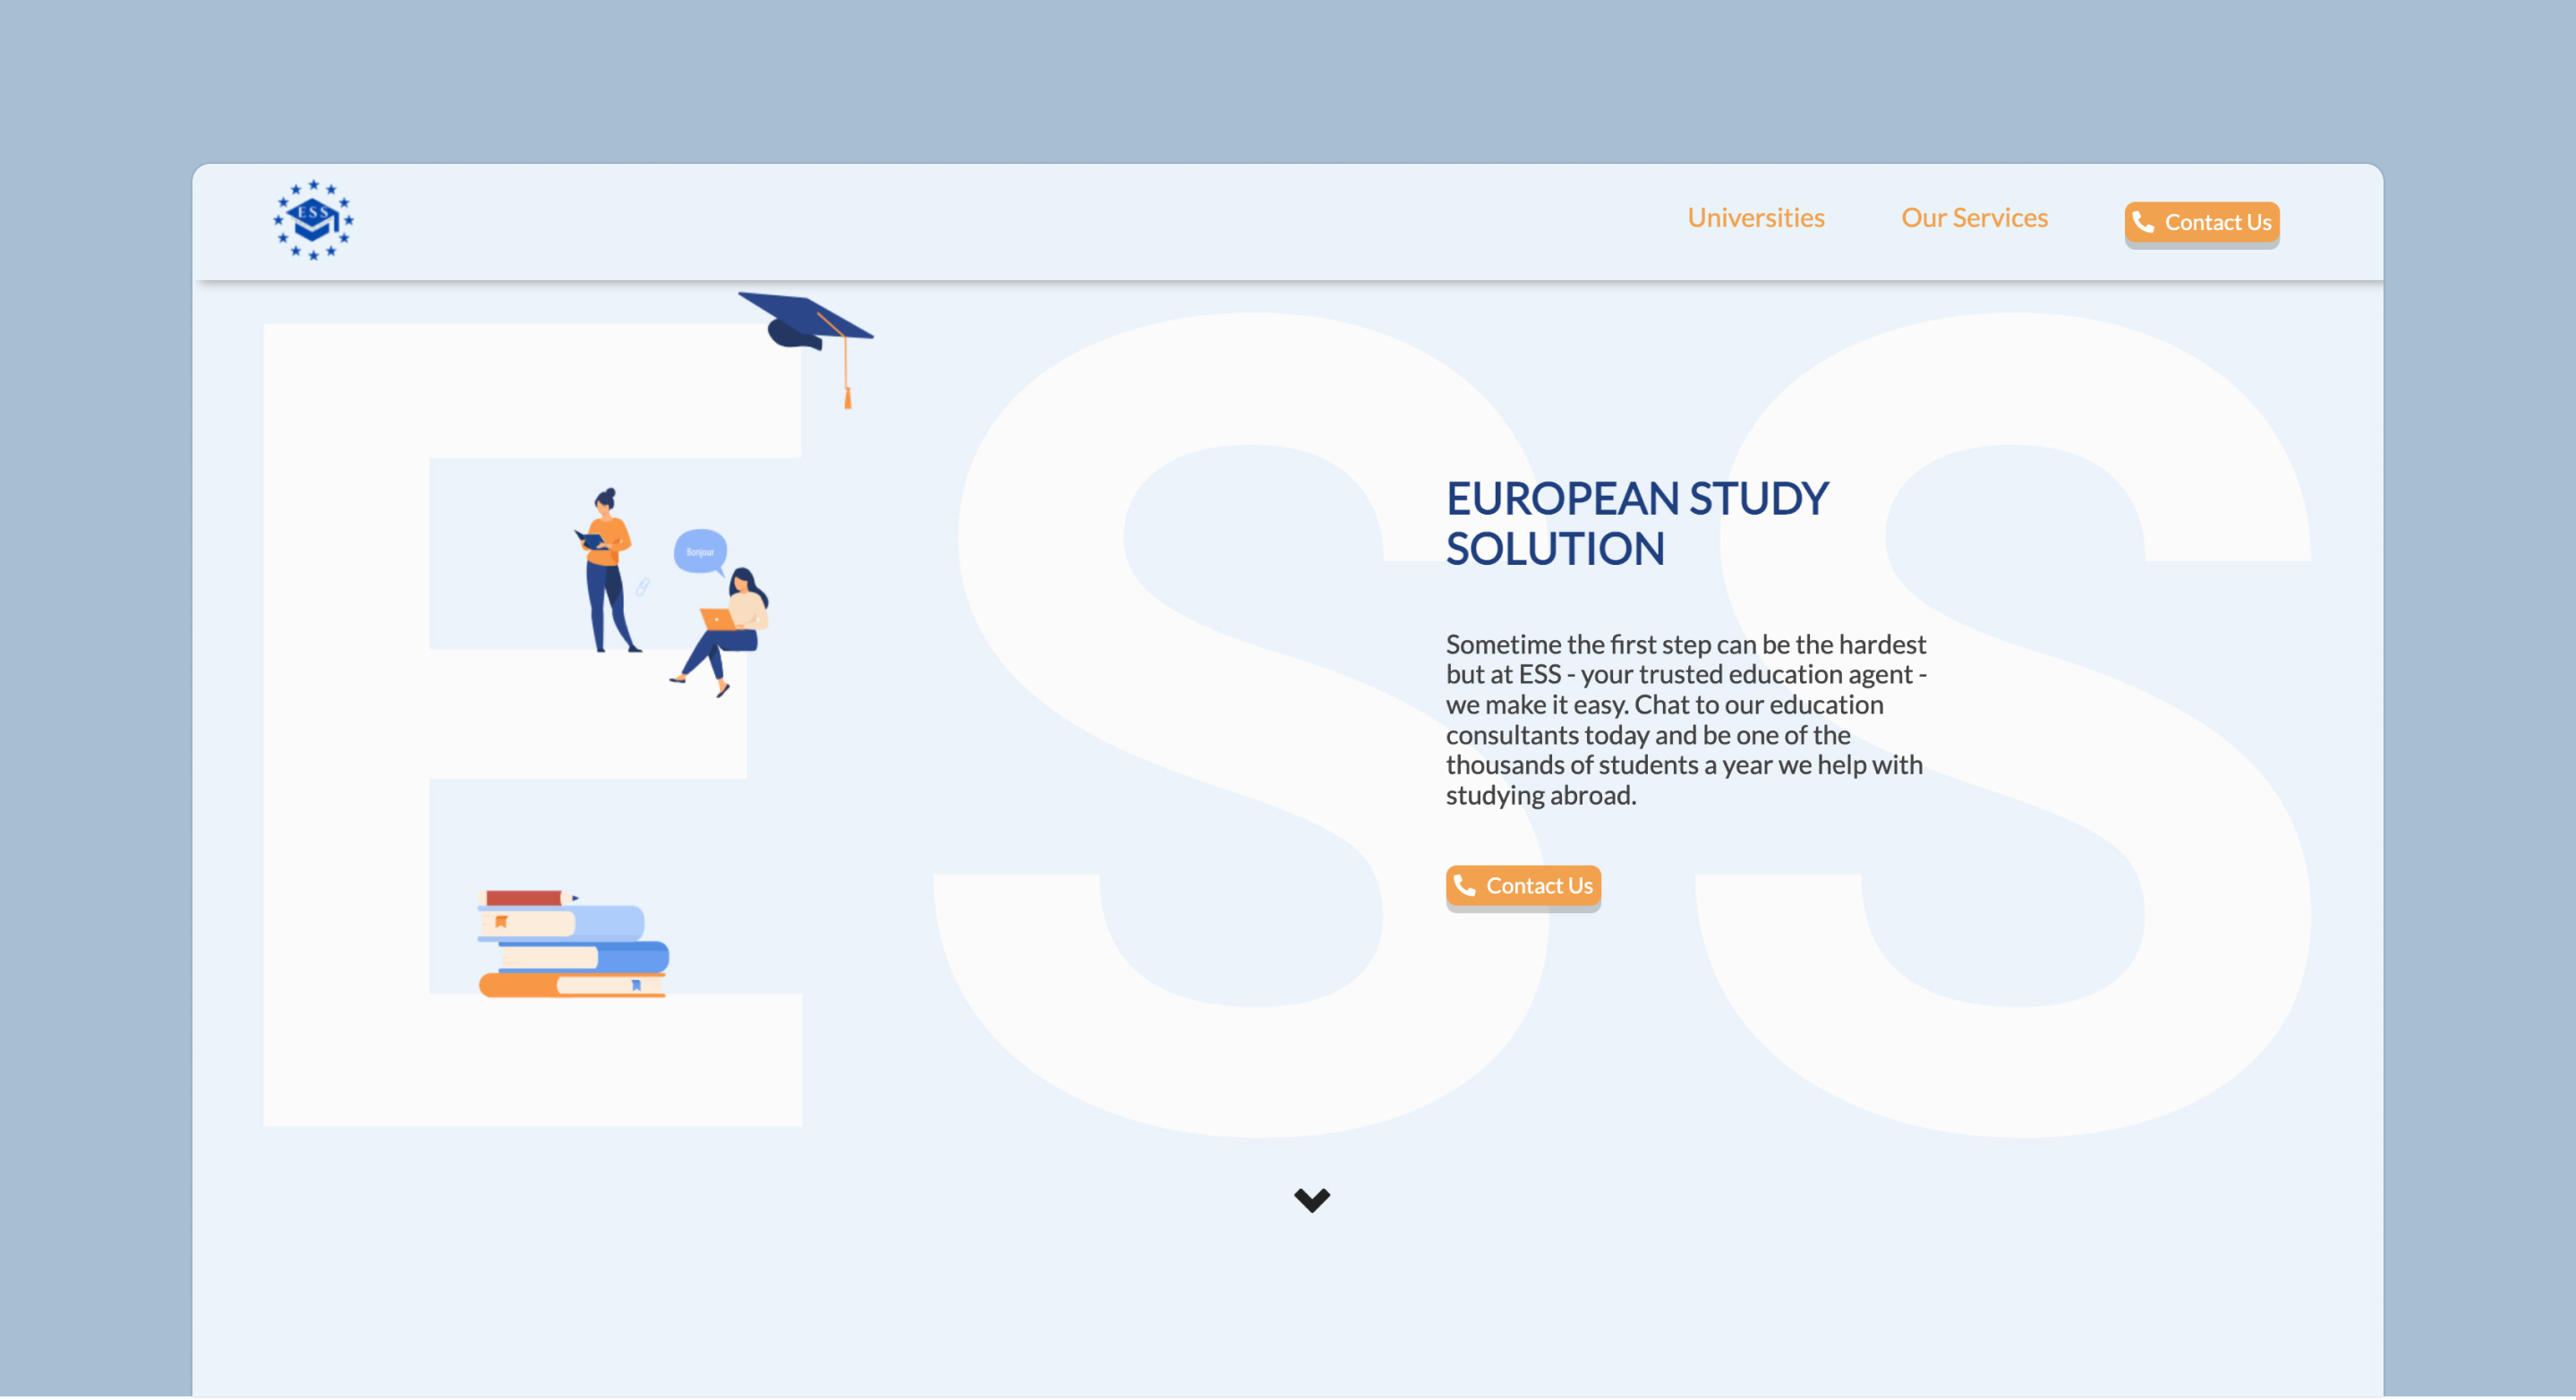 ESS
Universities
Our Services
Contact Us
ESS
EUROPEAN STUDY
SOLUTION
Bonjour
Sometime the first step can be the hardest
but at ESS - your trusted education agent -
we make it easy. Chat to our education
consultants today and be one of the
thousands of students a year we help with
studying abroad.
Contact Us